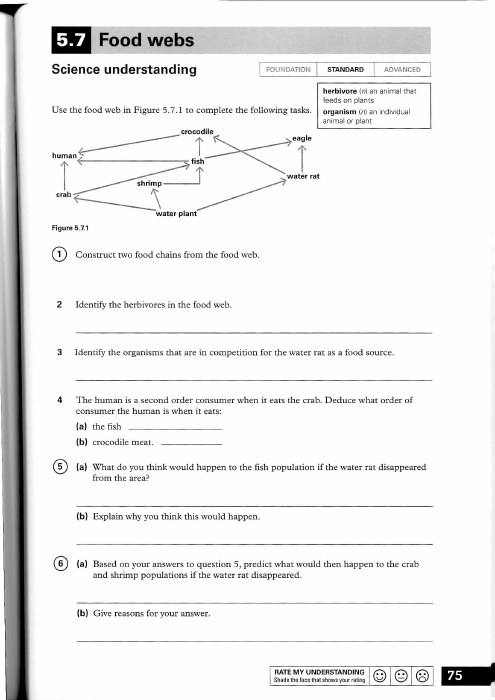 5.7 Food webs
Science understanding
FOUNDATION STANDARD ADVANCED
herbivore (n) an animal that
feeds on plants
organism (n) an individual
animal or plant
Use the food web in Figure 5.7.1 to complete the following tasks.
crocodile
eagle
human
fish
water rat
shrimp
crab
water plant
Figure 5.7.1
1 Construct two food chains from the food web.
2 Identify the herbivores in the food web.
3 Identify the organisms that are in competition for the water rat as a food source.
4 The human is a second order consumer when it eats the crab. Deduce what order of
consumer the human is when it eats:
(a) the fish
(b) crocodile meat.
5 (a) What do you think would happen to the fish population if the water rat disappeared
from the area?
(b) Explain why you think this would happen.
6 (a) Based on your answers to question 5, predict what would then happen to the crab
and shrimp populations if the water rat disappeared.
(b) Give reasons for your answer.
RATE MY UNDERSTANDING
Shade the face that shows your rating
75